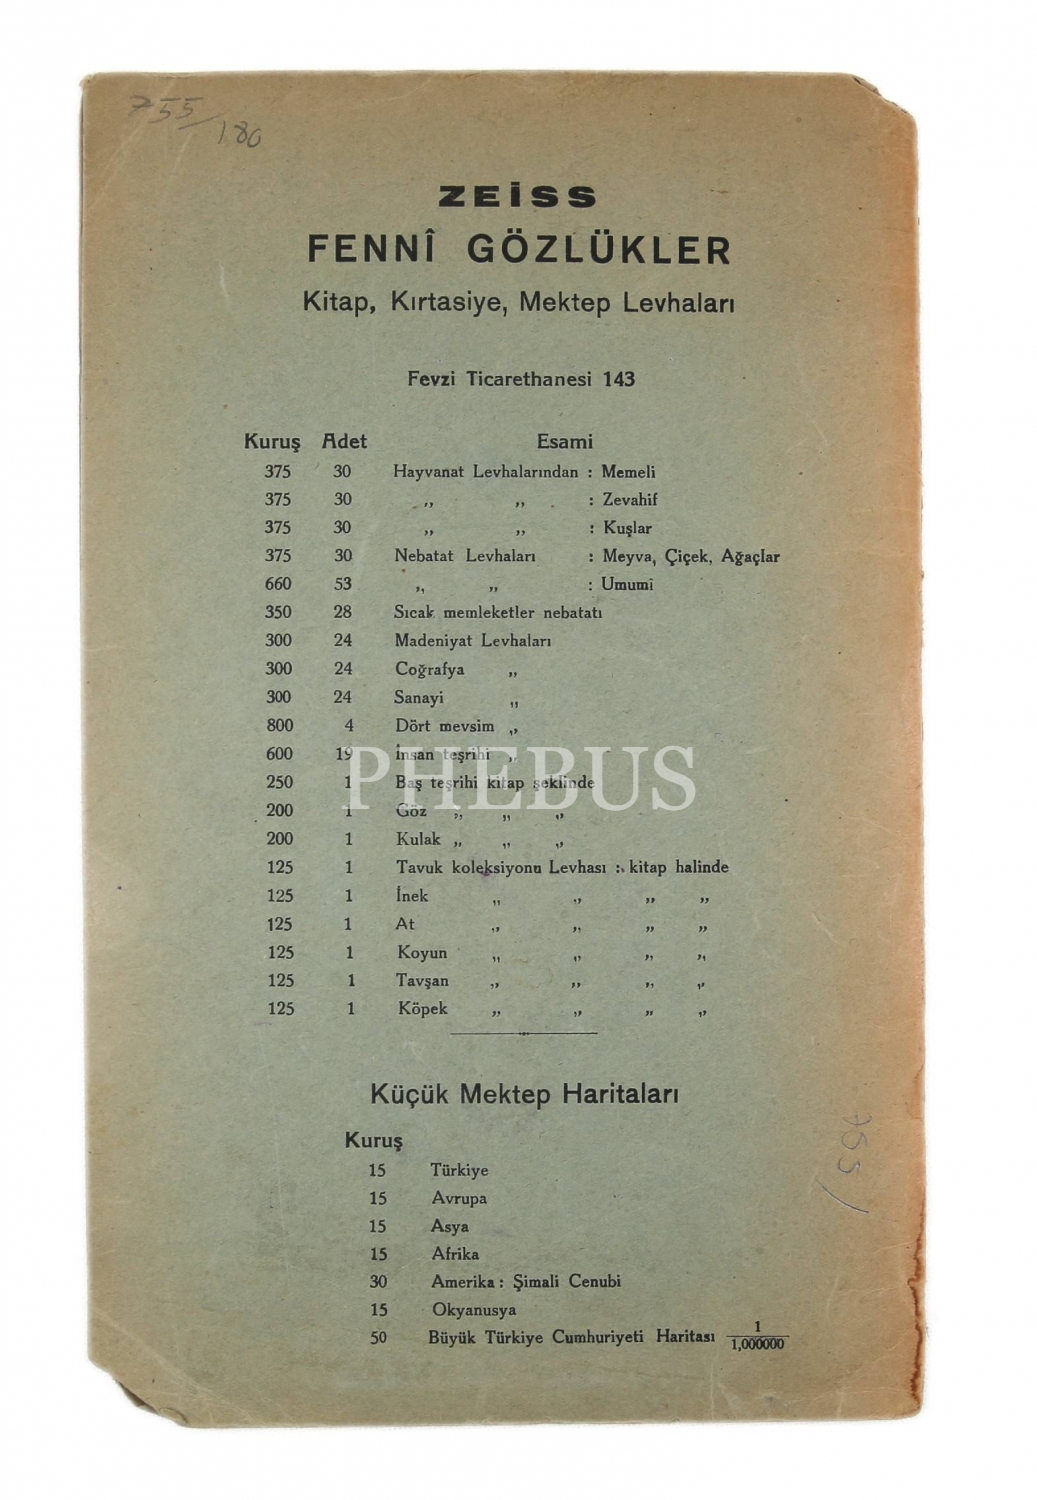 755/180
ZEİSS
FENNÎ GÖZLÜKLER
Kitap, Kırtasiye, Mektep Levhaları
Fevzi Ticarethanesi 143
Kuruş Adet Esami
375 30 Hayvanat Levhalarından : Memeli
375 30 ,, ,, : Zevahif
375 30 ,, ,, : Kuşlar
375 30 Nebatat Levhaları : Meyva, Çiçek, Ağaçlar
660 53 ,, ,, : Umumî
350 28 Sıcak memleketler nebatatı
300 24 Madeniyat Levhaları
300 24 Coğrafya ,,
300 24 Sanayi ,,
800 4 Dört mevsim ,,
600 19 İnsan teşrihi ,,
PHEBUS
250 1 Baş teşrihi kitap şeklinde
200 1 Göz ,, ,, ,,
200 1 Kulak ,, ,, ,,
125 1 Tavuk koleksiyonu Levhası : kitap halinde
125 1 İnek ,, ,, ,, ,,
125 1 At ,, ,, ,, ,,
125 1 Koyun ,, ,, ,, ,,
125 1 Tavşan ,, ,, ,, ,,
125 1 Köpek ,, ,, ,, ,,
Küçük Mektep Haritaları
Kuruş
15 Türkiye
15 Avrupa
15 Asya
15 Afrika
30 Amerika : Şimali Cenubi
15 Okyanusya
50 Büyük Türkiye Cumhuriyeti Haritası 1/1,000000